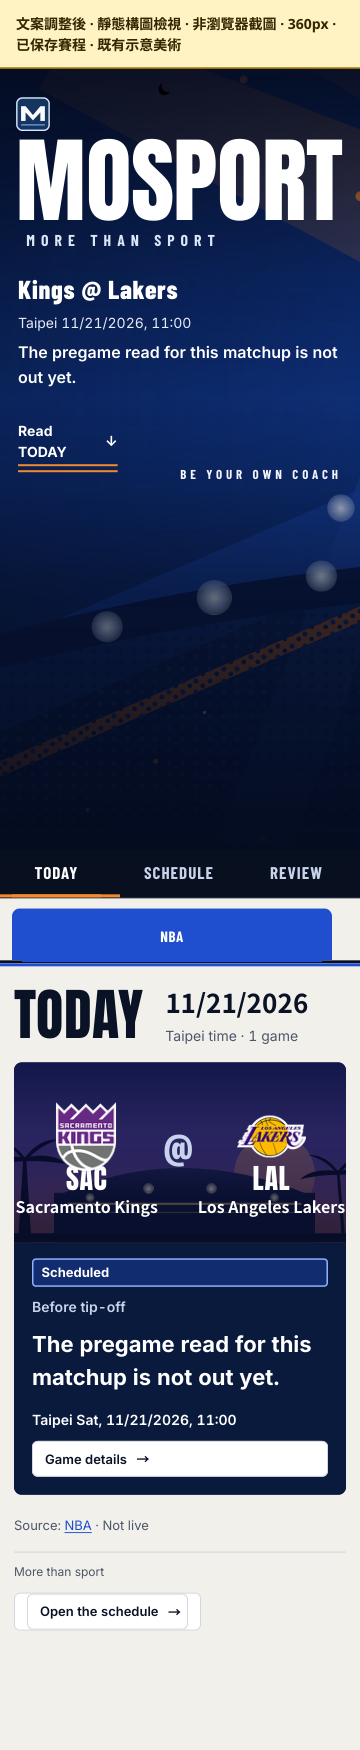 文案調整後 · 靜態構圖檢視 · 非瀏覽器截圖 · 360px ·
已保存賽程 · 既有示意美術
M
MOSPORT
MORE THAN SPORT
Kings @ Lakers
Taipei 11/21/2026, 11:00
The pregame read for this matchup is not
out yet.
Read
TODAY ↓
BE YOUR OWN COACH
TODAY SCHEDULE REVIEW
NBA
TODAY 11/21/2026
Taipei time · 1 game
SACRAMENTO
KINGS
LOS ANGELES
LAKERS
@
SAC LAL
Sacramento Kings Los Angeles Lakers
Scheduled
Before tip-off
The pregame read for this
matchup is not out yet.
Taipei Sat, 11/21/2026, 11:00
Game details →
Source: NBA · Not live
More than sport
Open the schedule →